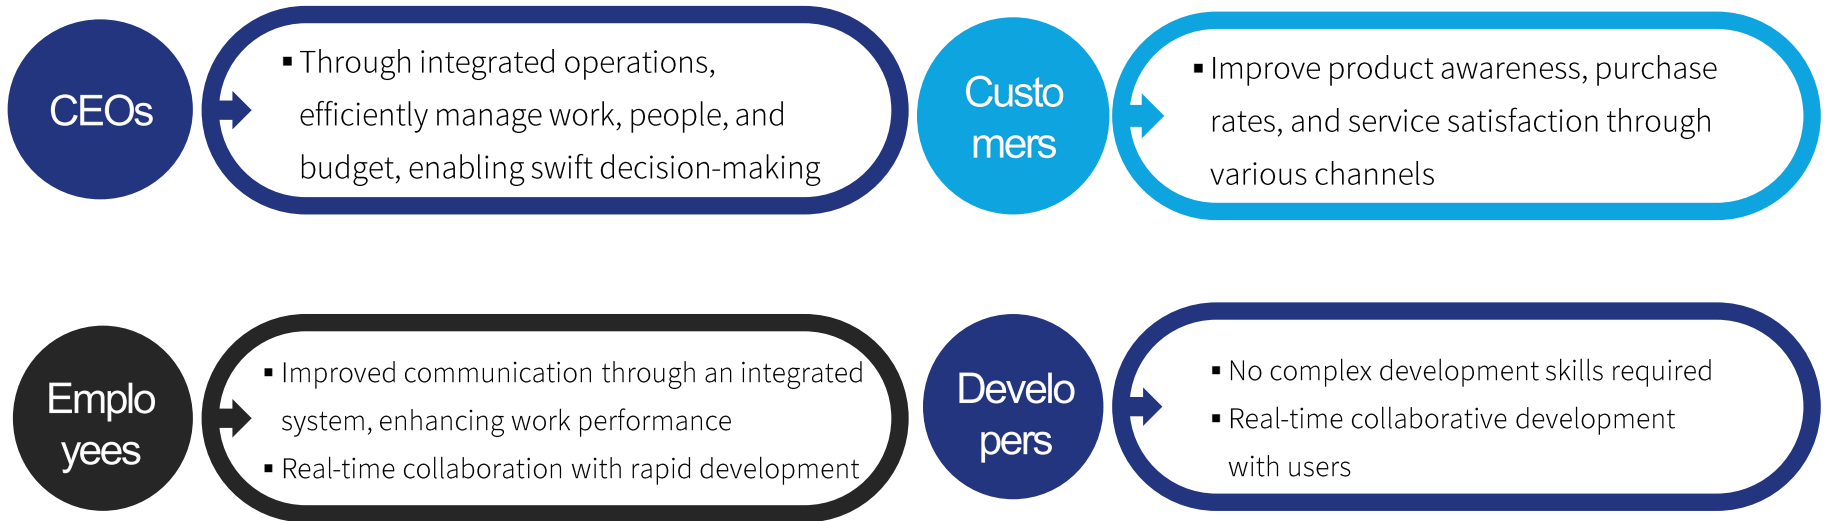 CEOs
▪ Through integrated operations,
efficiently manage work, people, and
budget, enabling swift decision-making
Custo
mers
▪ Improve product awareness, purchase
rates, and service satisfaction through
various channels
Emplo
yees
▪ Improved communication through an integrated
system, enhancing work performance
▪ Real-time collaboration with rapid development
Develo
pers
▪ No complex development skills required
▪ Real-time collaborative development
with users